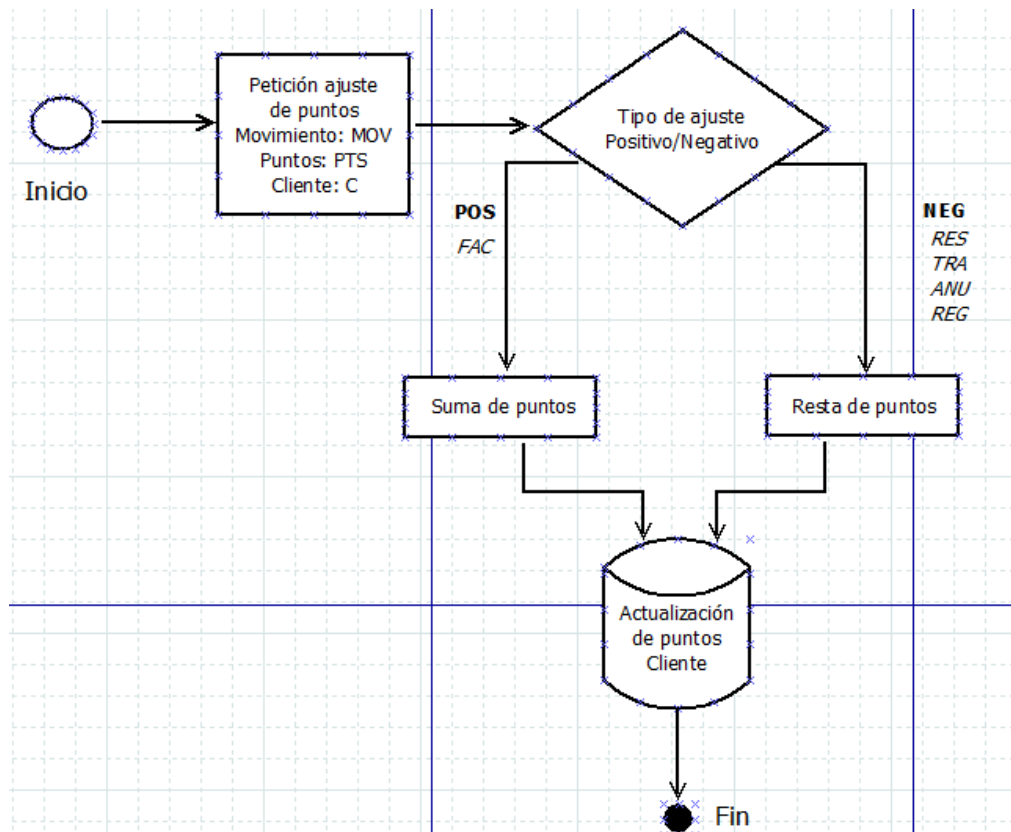 Inicio
Petición ajuste
de puntos
Movimiento: MOV
Puntos: PTS
Cliente: C
Tipo de ajuste
Positivo/Negativo
POS
FAC
NEG
RES
TRA
ANU
REG
Suma de puntos
Resta de puntos
Actualización
de puntos
Cliente
Fin